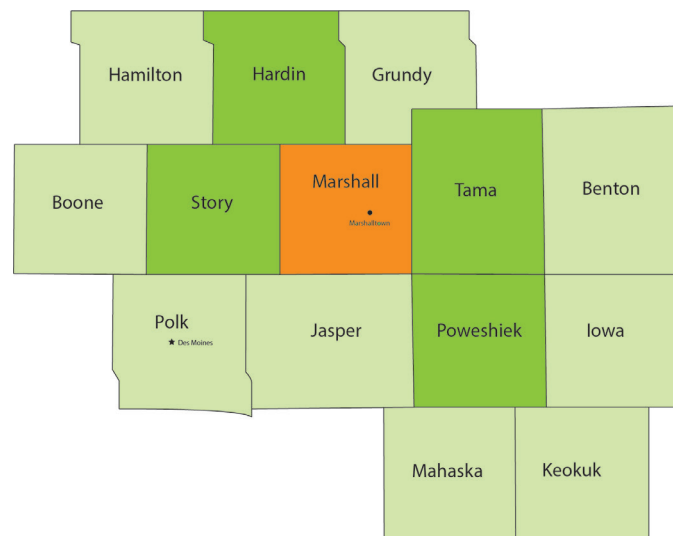 Hamilton
Hardin
Grundy
Boone
Story
Marshall
Marshalltown
Tama
Benton
Polk
Des Moines
Jasper
Poweshiek
Iowa
Mahaska
Keokuk